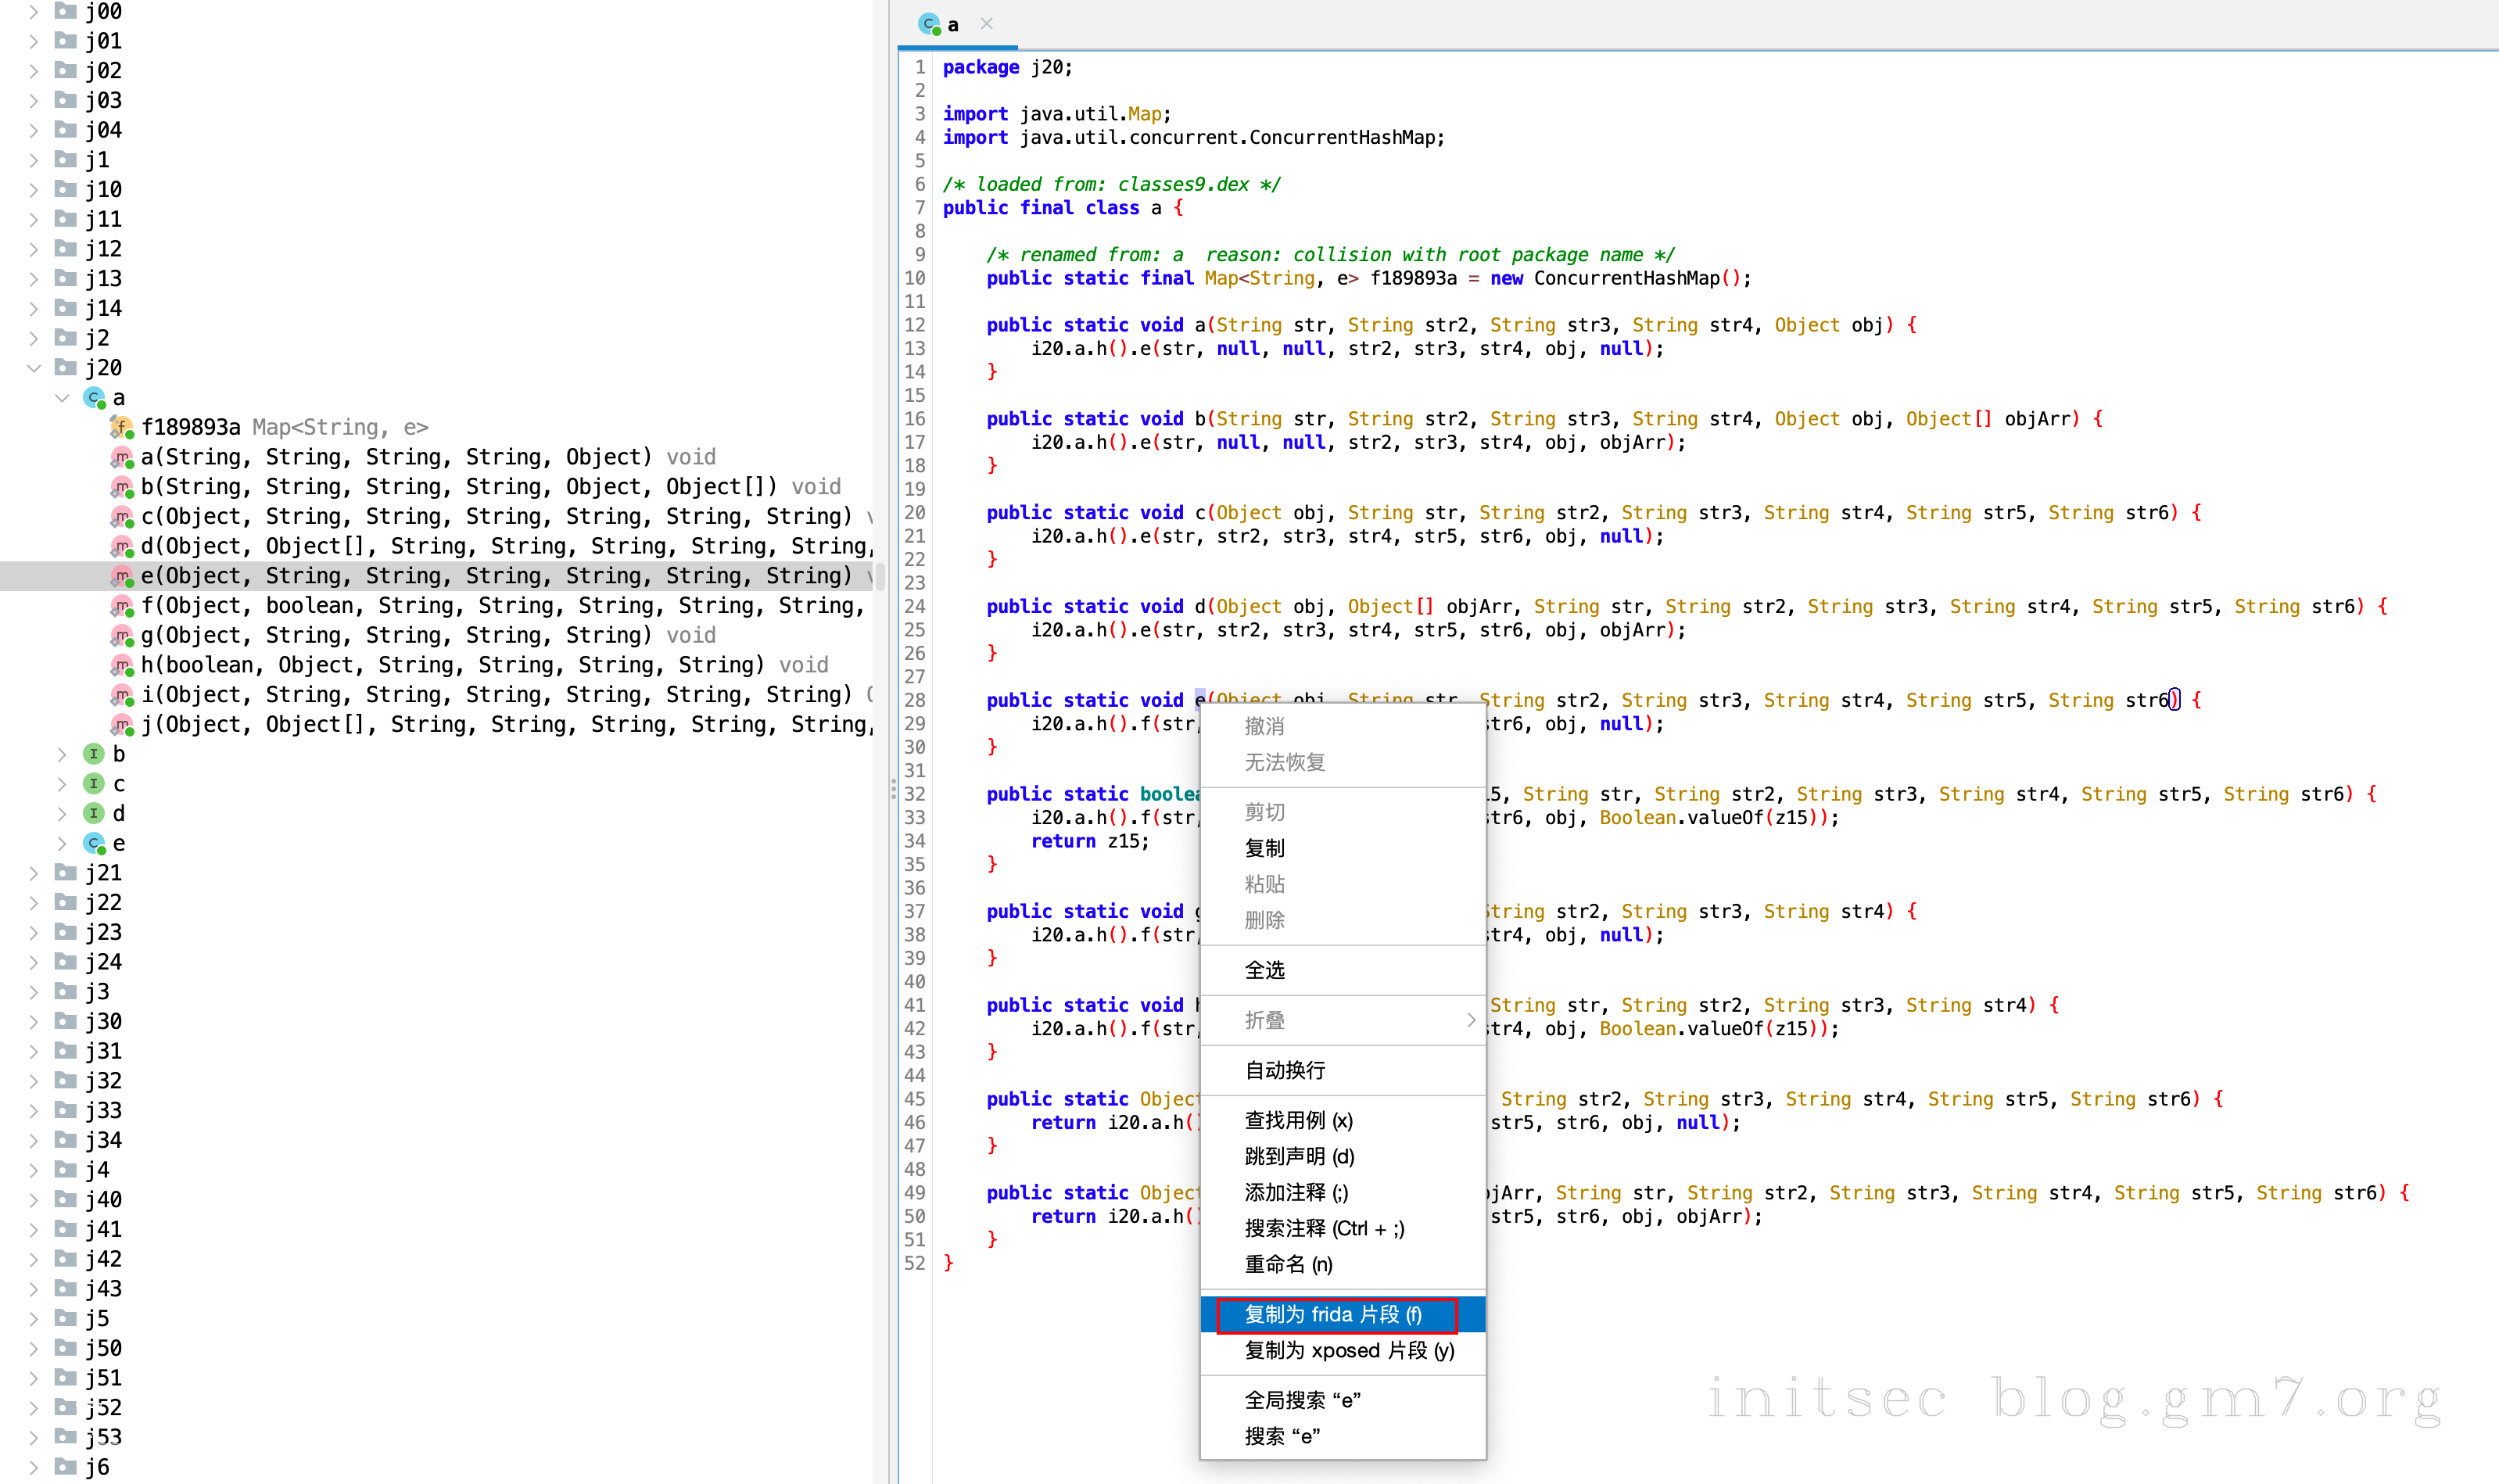 j00
j01
j02
j03
j04
j1
j10
j11
j12
j13
j14
j2
j20
a
f189893a Map<String, e>
a(String, String, String, String, Object) void
b(String, String, String, String, Object, Object[]) void
c(Object, String, String, String, String, String, String) v
d(Object, Object[], String, String, String, String, String,
e(Object, String, String, String, String, String, String) v
f(Object, boolean, String, String, String, String, String,
g(Object, String, String, String, String) void
h(boolean, Object, String, String, String, String) void
i(Object, String, String, String, String, String, String)
j(Object, Object[], String, String, String, String, String,
b
c
d
e
j21
j22
j23
j24
j3
j30
j31
j32
j33
j34
j4
j40
j41
j42
j43
j5
j50
j51
j52
j53
j6
a
1 package j20;
2
3 import java.util.Map;
4 import java.util.concurrent.ConcurrentHashMap;
5
6 /* loaded from: classes9.dex */
7 public final class a {
8
9 /* renamed from: a  reason: collision with root package name */
10 public static final Map<String, e> f189893a = new ConcurrentHashMap();
11
12 public static void a(String str, String str2, String str3, String str4, Object obj) {
13 i20.a.h().e(str, null, null, str2, str3, str4, obj, null);
14 }
15
16 public static void b(String str, String str2, String str3, String str4, Object obj, Object[] objArr) {
17 i20.a.h().e(str, null, null, str2, str3, str4, obj, objArr);
18 }
19
20 public static void c(Object obj, String str, String str2, String str3, String str4, String str5, String str6) {
21 i20.a.h().e(str, str2, str3, str4, str5, str6, obj, null);
22 }
23
24 public static void d(Object obj, Object[] objArr, String str, String str2, String str3, String str4, String str5, String str6) {
25 i20.a.h().e(str, str2, str3, str4, str5, str6, obj, objArr);
26 }
27
28 public static void e(Object obj, String str, String str2, String str3, String str4, String str5, String str6) {
29 i20.a.h().f(str, str6, obj, null);
30 }
31
32 public static boolea 15, String str, String str2, String str3, String str4, String str5, String str6) {
33 i20.a.h().f(str, str6, obj, Boolean.valueOf(z15));
34 return z15;
35 }
36
37 public static void g String str2, String str3, String str4) {
38 i20.a.h().f(str, str4, obj, null);
39 }
40
41 public static void h String str, String str2, String str3, String str4) {
42 i20.a.h().f(str, str4, obj, Boolean.valueOf(z15));
43 }
44
45 public static Object String str2, String str3, String str4, String str5, String str6) {
46 return i20.a.h() str5, str6, obj, null);
47 }
48
49 public static Object jArr, String str, String str2, String str3, String str4, String str5, String str6) {
50 return i20.a.h() str5, str6, obj, objArr);
51 }
52 }
撤消
无法恢复
剪切
复制
粘贴
删除
全选
折叠
自动换行
查找用例 (x)
跳到声明 (d)
添加注释 (;)
搜索注释 (Ctrl + ;)
重命名 (n)
复制为 frida 片段 (f)
复制为 xposed 片段 (y)
全局搜索 “e”
搜索 “e”
initsec blog.gm7.org